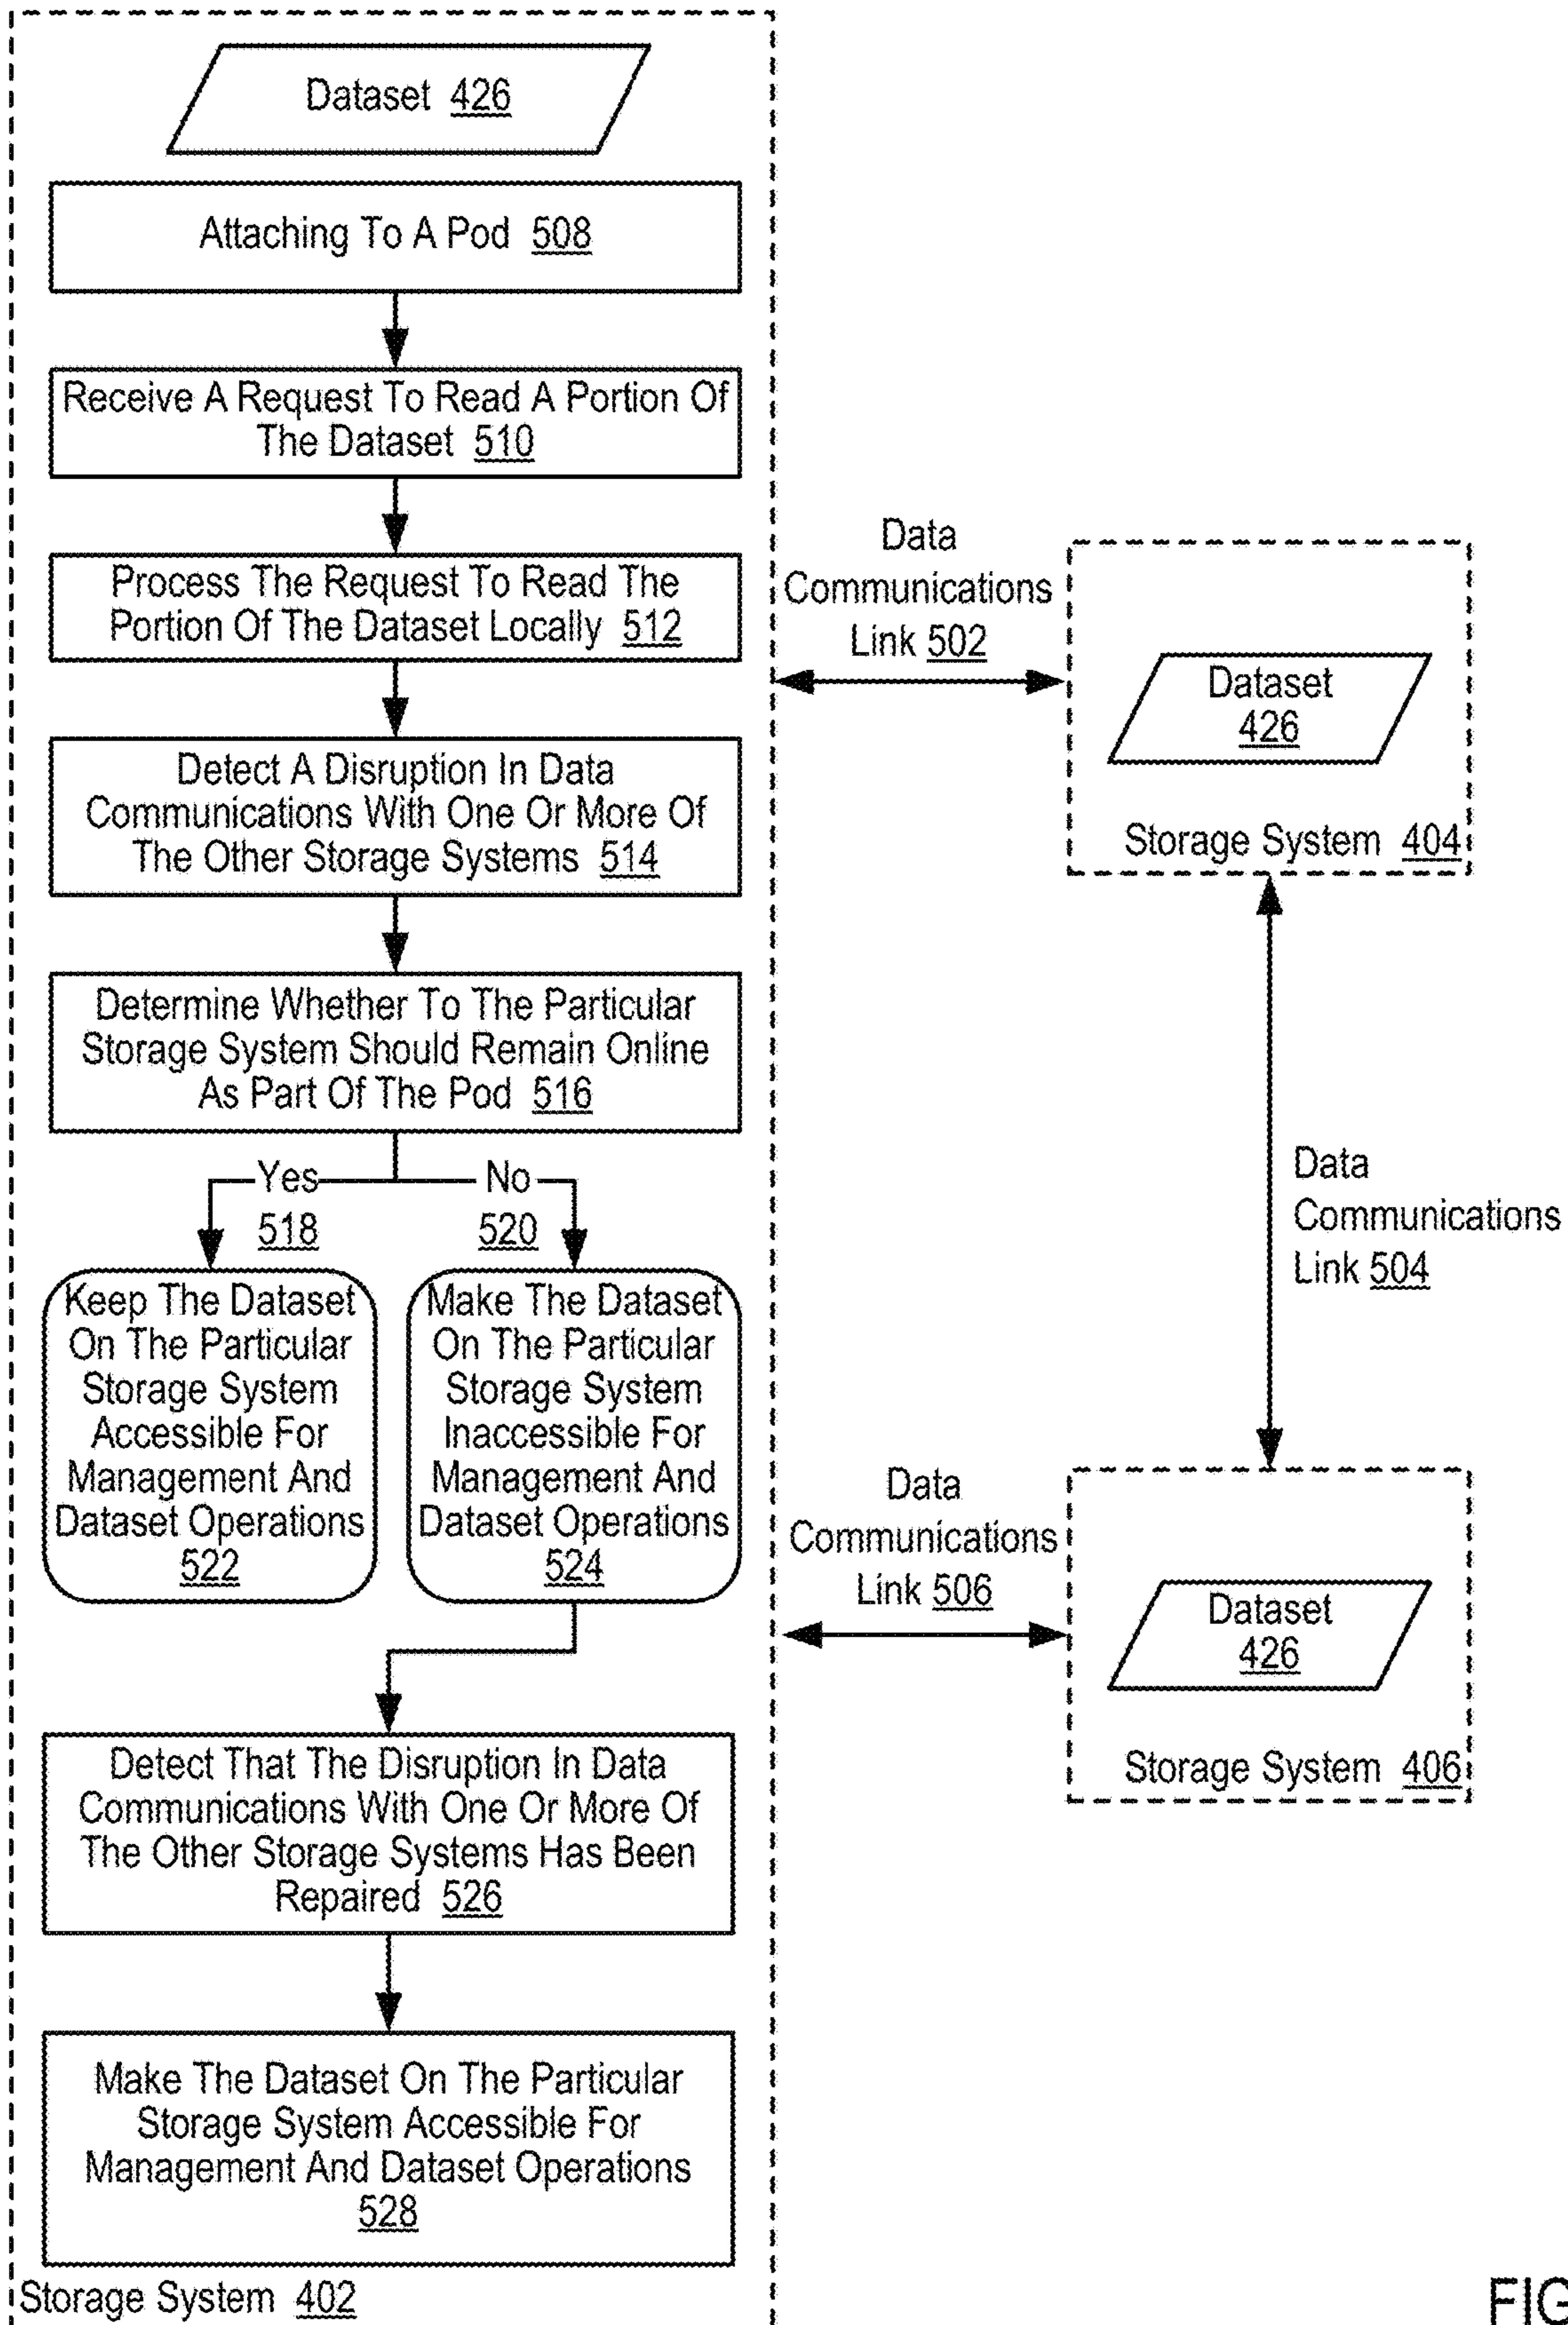 Dataset 426
Attaching To A Pod 508
Receive A Request To Read A Portion Of
The Dataset 510
Process The Request To Read The
Portion Of The Dataset Locally 512
Detect A Disruption In Data
Communications With One Or More Of
The Other Storage Systems 514
Determine Whether To The Particular
Storage System Should Remain Online
As Part Of The Pod 516
Yes
518
No
520
Keep The Dataset
On The Particular
Storage System
Accessible For
Management And
Dataset Operations
522
Make The Dataset
On The Particular
Storage System
Inaccessible For
Management And
Dataset Operations
524
Detect That The Disruption In Data
Communications With One Or More Of
The Other Storage Systems Has Been
Repaired 526
Make The Dataset On The Particular
Storage System Accessible For
Management And Dataset Operations
528
Storage System 402
Data
Communications
Link 502
Dataset
426
Storage System 404
Data
Communications
Link 504
Data
Communications
Link 506
Dataset
426
Storage System 406
FIG